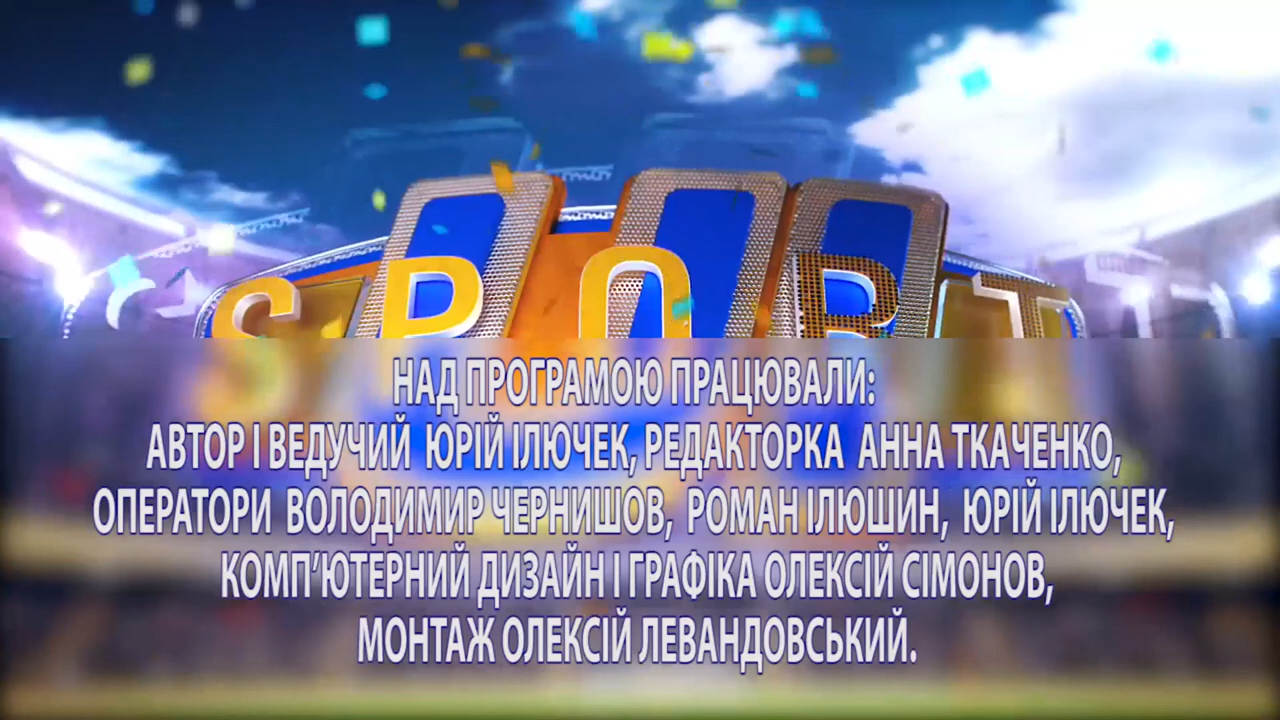 SPORT
НАД ПРОГРАМОЮ ПРАЦЮВАЛИ:
АВТОР І ВЕДУЧИЙ ЮРІЙ ІЛЮЧЕК, РЕДАКТОРКА АННА ТКАЧЕНКО,
ОПЕРАТОРИ ВОЛОДИМИР ЧЕРНИШОВ, РОМАН ІЛЮШИН, ЮРІЙ ІЛЮЧЕК,
КОМП’ЮТЕРНИЙ ДИЗАЙН І ГРАФІКА ОЛЕКСІЙ СІМОНОВ,
МОНТАЖ ОЛЕКСІЙ ЛЕВАНДОВСЬКИЙ.